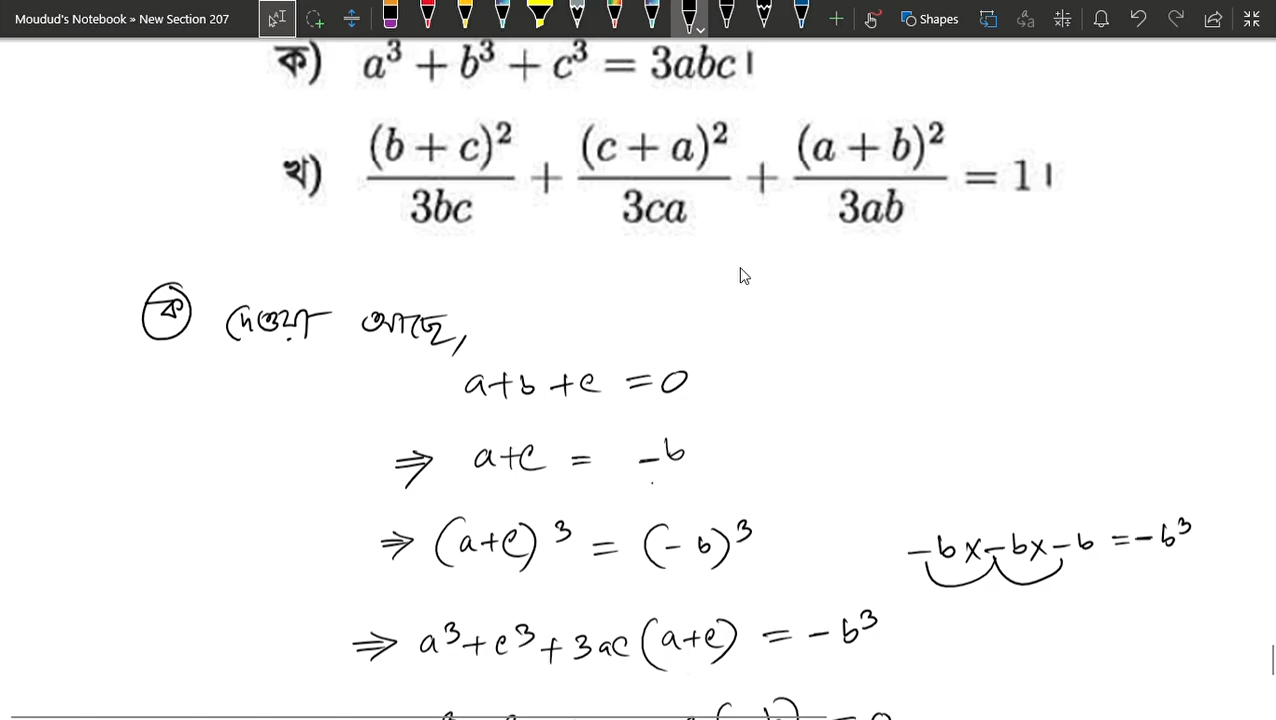 Moudud's Notebook » New Section 207
Shapes
ক) a³ + b³ + c³ = 3abc।
খ) (b + c)²/3bc + (c + a)²/3ca + (a + b)²/3ab = 1।
ক দেওয়া আছে,
a+b+c = 0
⇒ a+c = -b
⇒ (a+c)³ = (-b)³
-b×-b×-b = -b³
⇒ a³+c³+3ac(a+c) = -b³